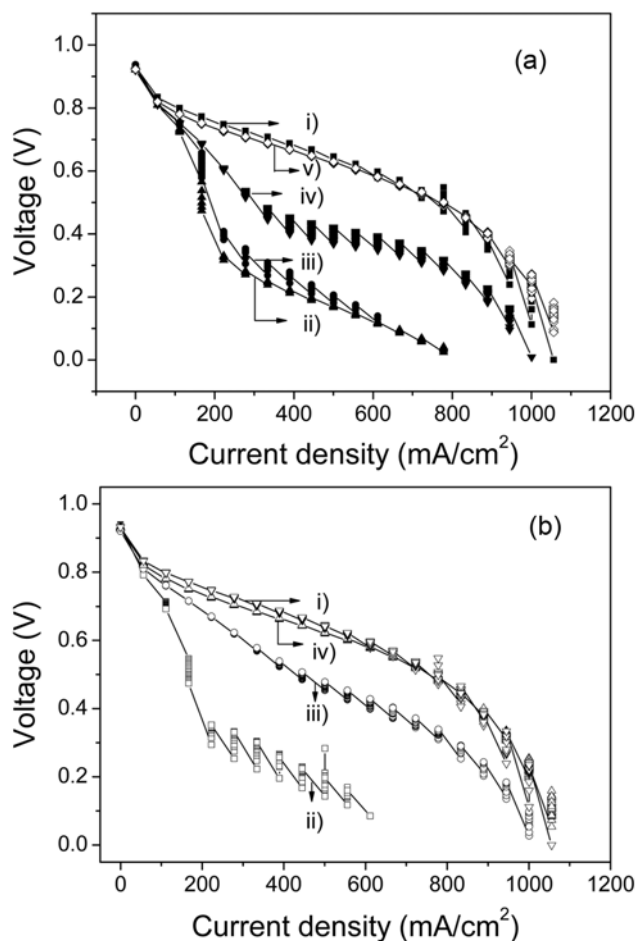 (a)
1.0
0.8
0.6
0.4
0.2
0.0
Voltage (V)
i)
v)
iv)
iii)
ii)
0 200 400 600 800 1000 1200
Current density (mA/cm²)
(b)
1.0
0.8
0.6
0.4
0.2
0.0
Voltage (V)
i)
iv)
iii)
ii)
0 200 400 600 800 1000 1200
Current density (mA/cm²)